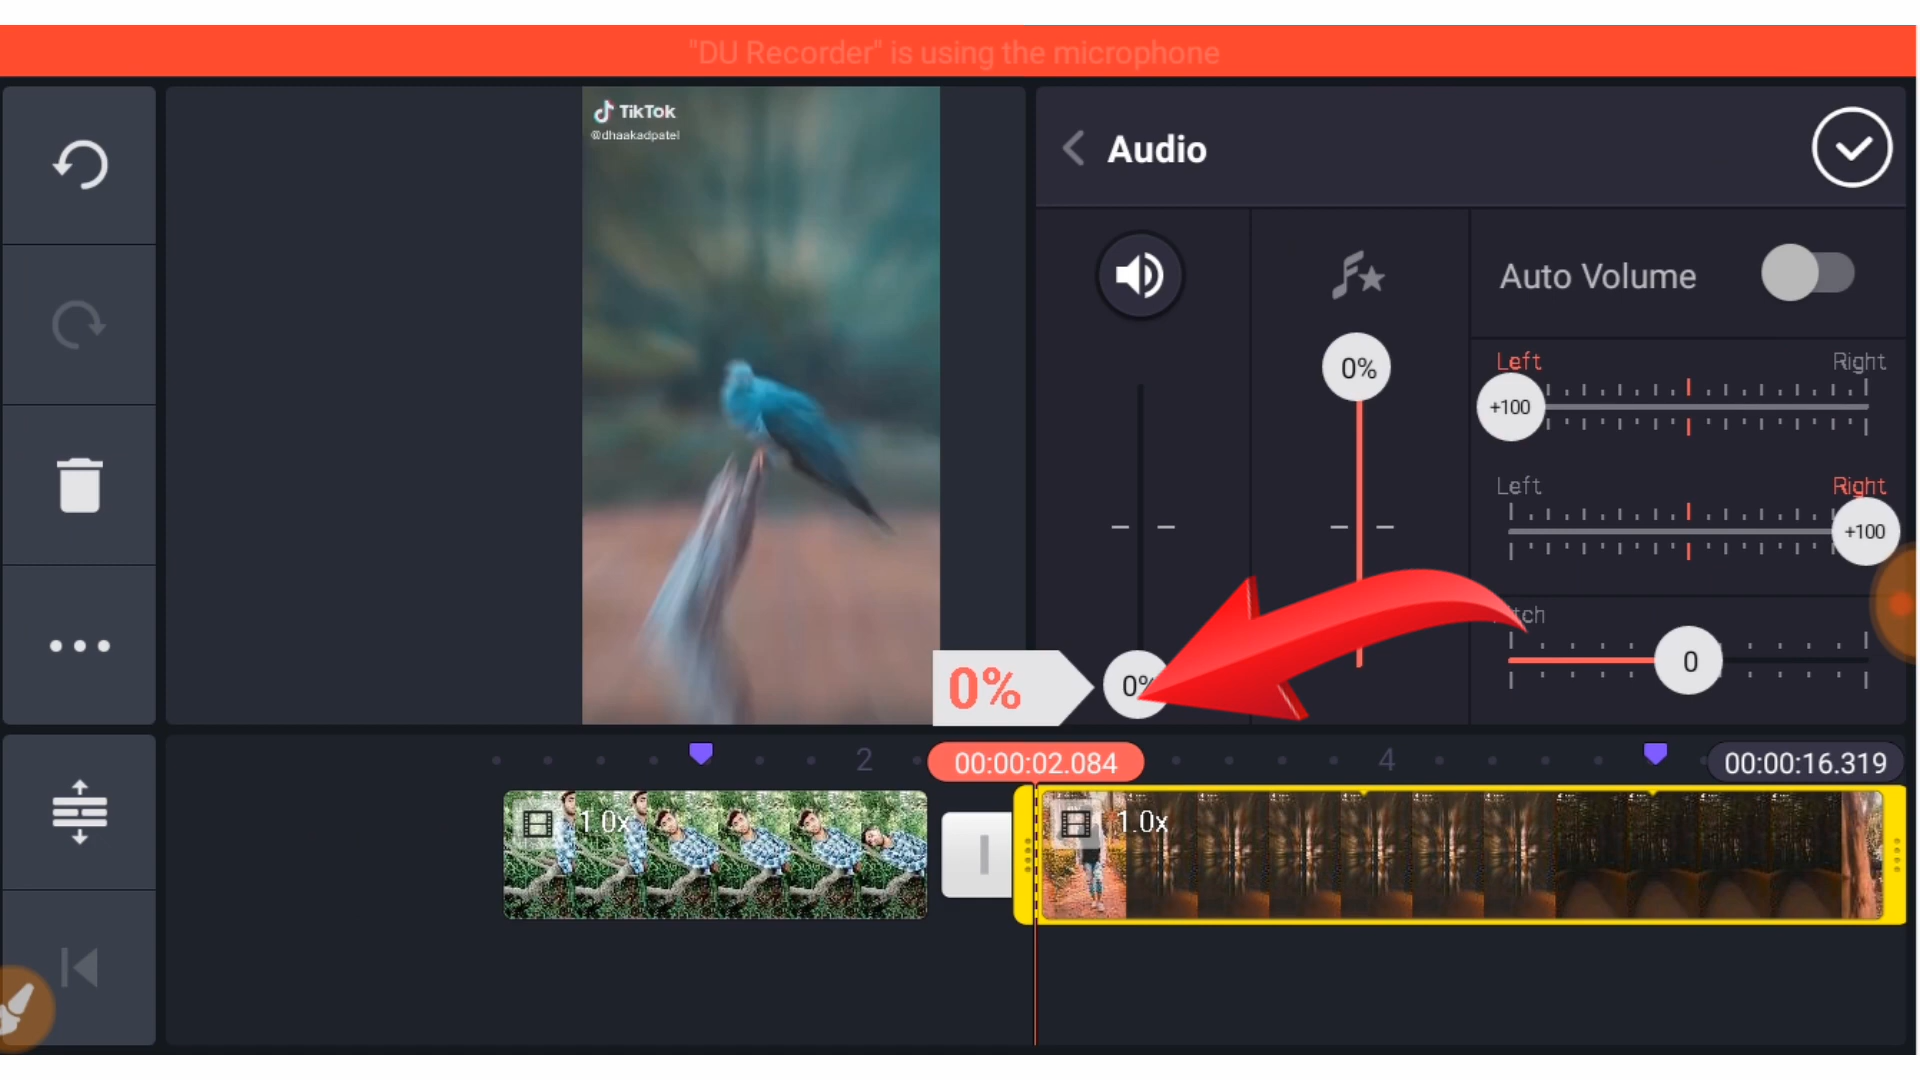 "DU Recorder" is using the microphone
TikTok
@dhaakadpatel
Audio
Auto Volume
0%
Left Right
+100
Left Right
+100
itch
0
0%
0%
2
00:00:02.084
4
00:00:16.319
1.0x
1.0x